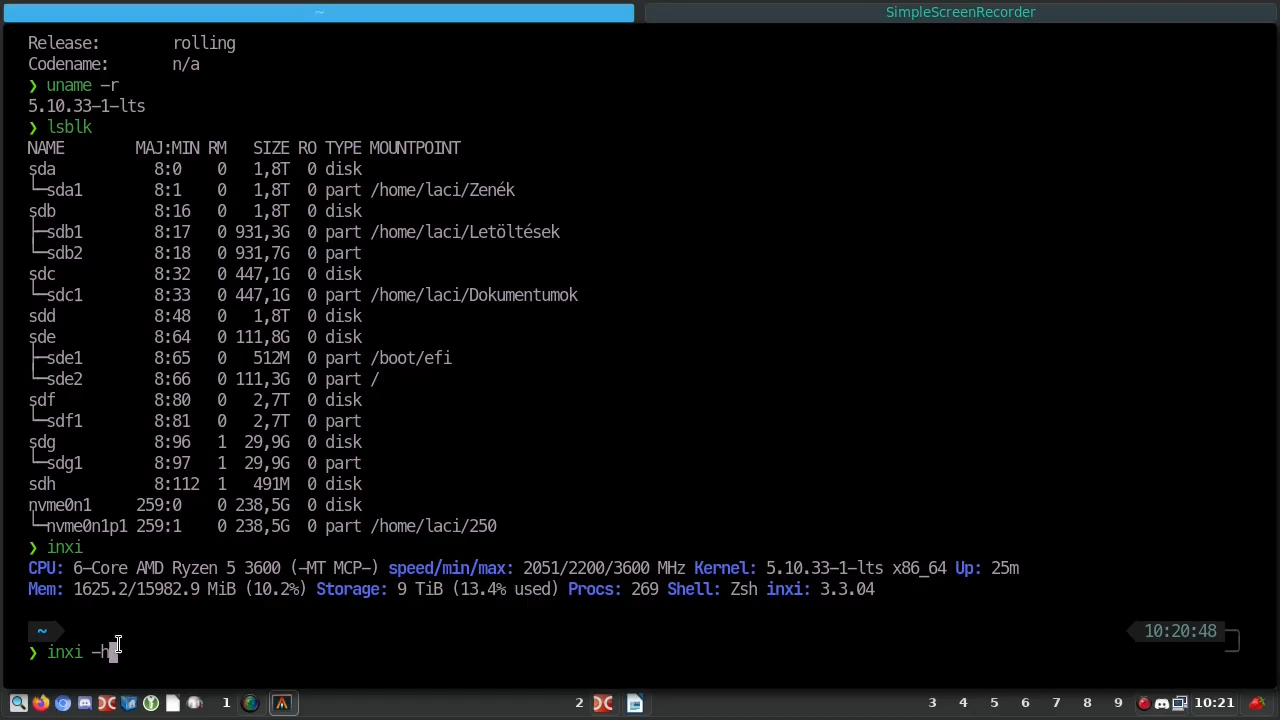 ~ SimpleScreenRecorder
Release: rolling
Codename: n/a
❯ uname -r
5.10.33-1-lts
❯ lsblk
NAME MAJ:MIN RM SIZE RO TYPE MOUNTPOINT
sda 8:0 0 1,8T 0 disk
└─sda1 8:1 0 1,8T 0 part /home/laci/Zenék
sdb 8:16 0 1,8T 0 disk
├─sdb1 8:17 0 931,3G 0 part /home/laci/Letöltések
└─sdb2 8:18 0 931,7G 0 part
sdc 8:32 0 447,1G 0 disk
└─sdc1 8:33 0 447,1G 0 part /home/laci/Dokumentumok
sdd 8:48 0 1,8T 0 disk
sde 8:64 0 111,8G 0 disk
├─sde1 8:65 0 512M 0 part /boot/efi
└─sde2 8:66 0 111,3G 0 part /
sdf 8:80 0 2,7T 0 disk
└─sdf1 8:81 0 2,7T 0 part
sdg 8:96 1 29,9G 0 disk
└─sdg1 8:97 1 29,9G 0 part
sdh 8:112 1 491M 0 disk
nvme0n1 259:0 0 238,5G 0 disk
└─nvme0n1p1 259:1 0 238,5G 0 part /home/laci/250
❯ inxi
CPU: 6-Core AMD Ryzen 5 3600 (-MT MCP-) speed/min/max: 2051/2200/3600 MHz Kernel: 5.10.33-1-lts x86_64 Up: 25m
Mem: 1625.2/15982.9 MiB (10.2%) Storage: 9 TiB (13.4% used) Procs: 269 Shell: Zsh inxi: 3.3.04
~ 10:20:48
❯ inxi -h
1 2 3 4 5 6 7 8 9 10:21